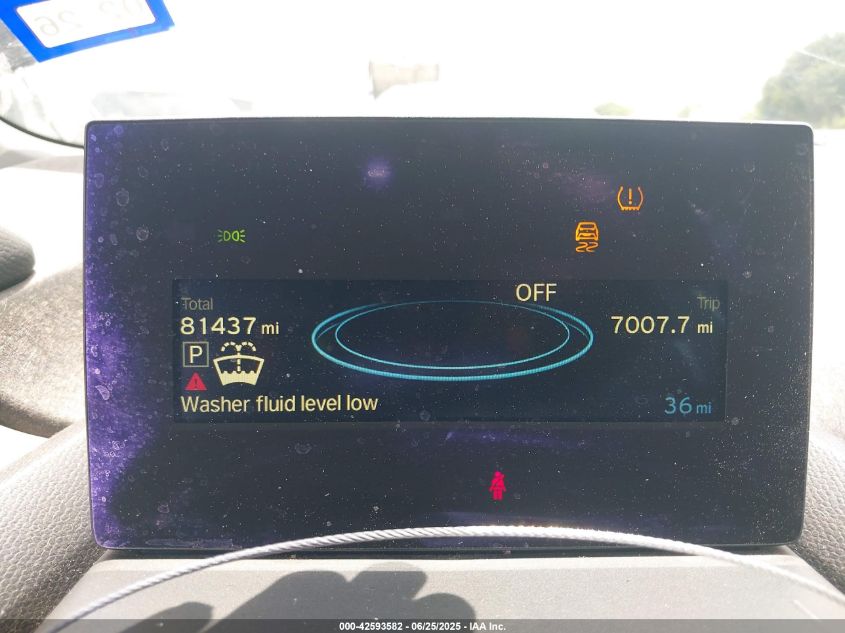 OFF
Total
Trip
81437 mi
7007.7 mi
P
Washer fluid level low
36 mi
000-42593582 - 06/25/2025 - IAA Inc.